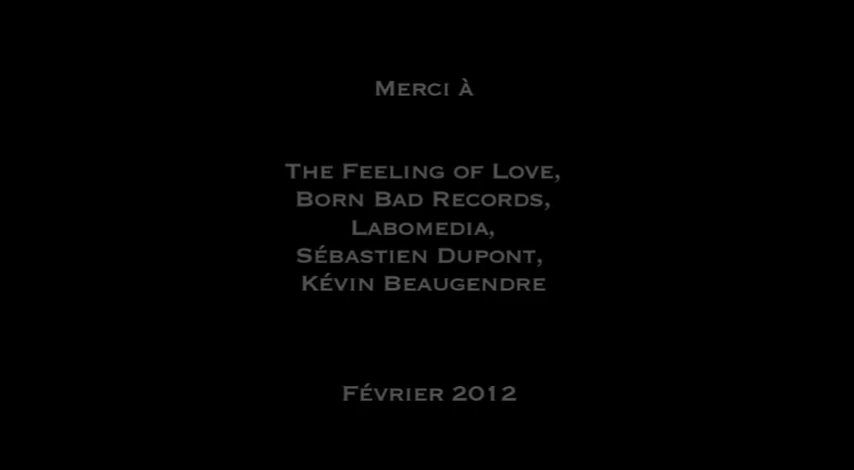 Merci à
The Feeling of Love,
Born Bad Records,
Labomedia,
Sébastien Dupont,
Kévin Beaugendre
Février 2012